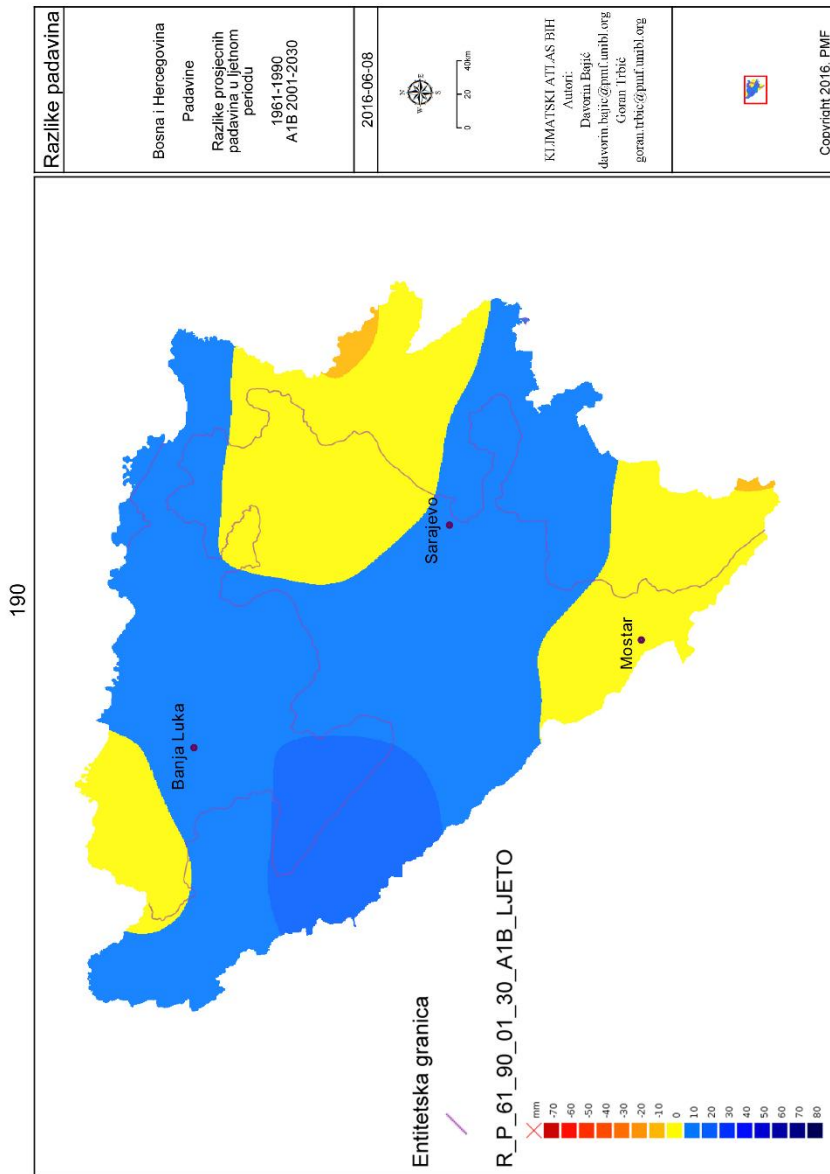 190
Razlike padavina
Bosna i Hercegovina
Padavine
Razlike prosjecnih
padavina u ljetnom
periodu
1961-1990
A1B 2001-2030
2016-06-08
N
W E
S
0 20 40km
KLIMATSKI ATLAS BIH
Autori:
Davorin Bajić
davorin.bajic@pmf.unibl.org
Goran Trbić
goran.trbic@pmf.unibl.org
Copyright 2016. PMF
Banja Luka
Sarajevo
Mostar
Entitetska granica
R_P_61_90_01_30_A1B_LJETO
mm
-70
-60
-50
-40
-30
-20
-10
0
10
20
30
40
50
60
70
80